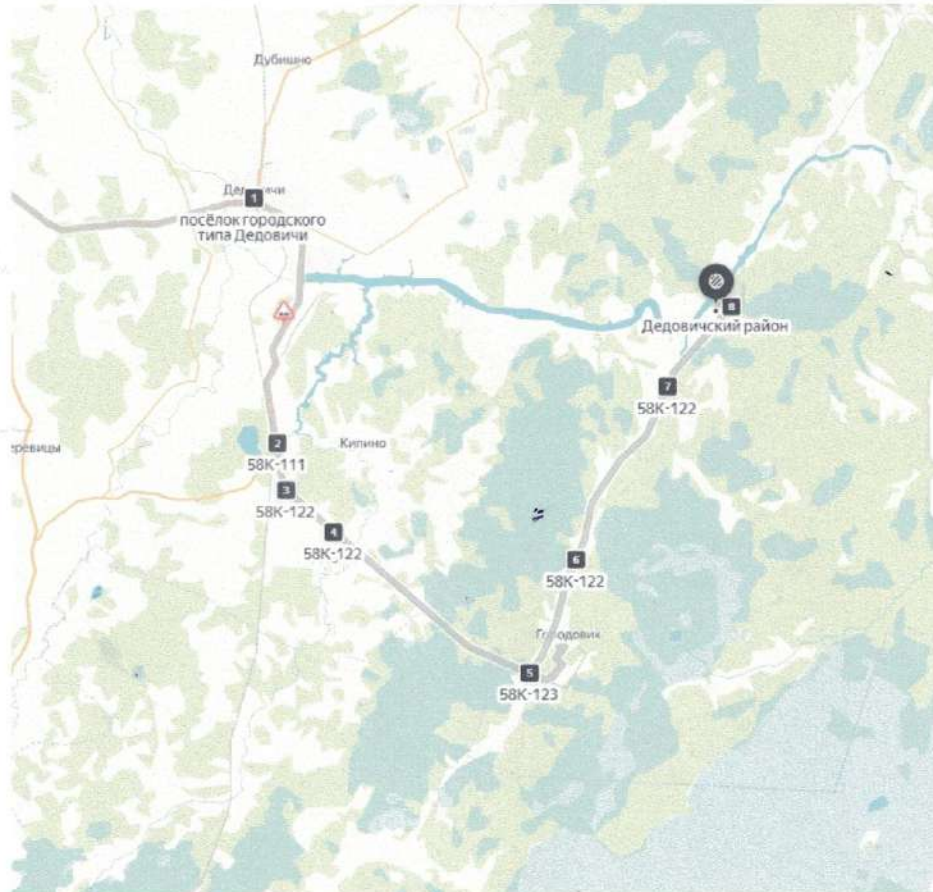 Дубишно
1
посёлок городского
типа Дедовичи
8
Дедовичский район
7
58К-122
2
58К-111
Кипино
3
58К-122
4
58К-122
6
58К-122
Городовик
5
58К-123